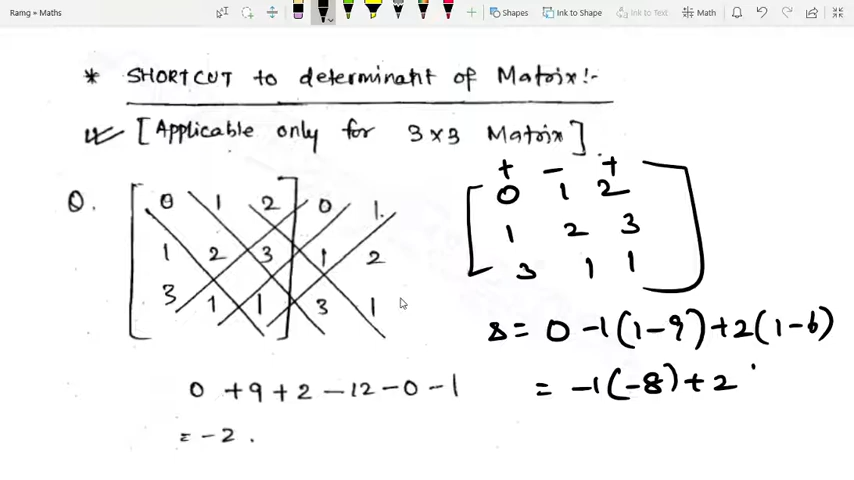 Ramg = Maths
Shapes Ink to Shape Ink to Text Math Share
* SHORTCUT to determinant of Matrix:-
[Applicable only for 3×3 Matrix]
Q.
0 1 2 0 1
1 2 3 1 2
3 1 1 3 1
0 +9+2-12-0-1
= -2.
+ - +
0 1 2
1 2 3
3 1 1
8= 0-1(1-9)+2(1-6)
= -1(-8)+2